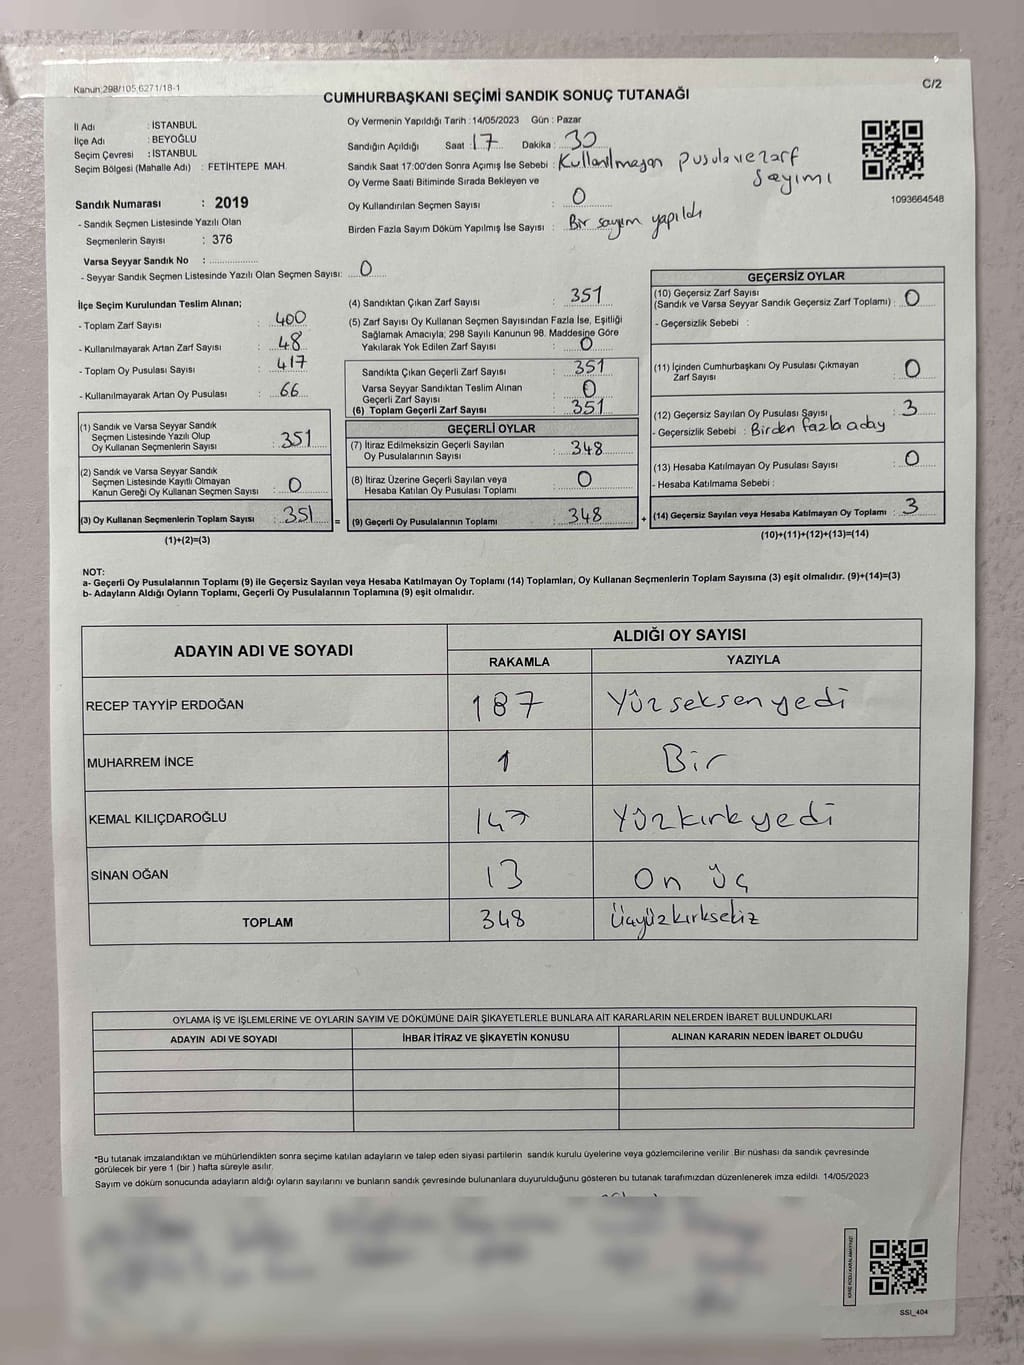 Kanun:298/105,6271/18-1
C/2
CUMHURBAŞKANI SEÇİMİ SANDIK SONUÇ TUTANAĞI
İl Adı : İSTANBUL
İlçe Adı : BEYOĞLU
Seçim Çevresi : İSTANBUL
Seçim Bölgesi (Mahalle Adı) : FETİHTEPE MAH.
Sandık Numarası : 2019
- Sandık Seçmen Listesinde Yazılı Olan
Seçmenlerin Sayısı : 376
Varsa Seyyar Sandık No :
- Seyyar Sandık Seçmen Listesinde Yazılı Olan Seçmen Sayısı: 0
Oy Vermenin Yapıldığı Tarih : 14/05/2023 Gün : Pazar
Sandığın Açıldığı Saat : 17 Dakika : 30
Sandık Saat 17:00'den Sonra Açımış İse Sebebi : Kullanılmayan pusula ve zarf
sayımı
Oy Verme Saati Bitiminde Sırada Bekleyen ve
Oy Kullandırılan Seçmen Sayısı : 0
Birden Fazla Sayım Döküm Yapılmış İse Sayısı : Bir sayım yapıldı
1093664548
İlçe Seçim Kurulundan Teslim Alınan;
- Toplam Zarf Sayısı : 400
- Kullanılmayarak Artan Zarf Sayısı : 48
- Toplam Oy Pusulası Sayısı : 417
- Kullanılmayarak Artan Oy Pusulası : 66
(1) Sandık ve Varsa Seyyar Sandık
Seçmen Listesinde Yazılı Olup
Oy Kullanan Seçmenlerin Sayısı : 351
(2) Sandık ve Varsa Seyyar Sandık
Seçmen Listesinde Kayıtlı Olmayan
Kanun Gereği Oy Kullanan Seçmen Sayısı : 0
(3) Oy Kullanan Seçmenlerin Toplam Sayısı : 351
(1)+(2)=(3)
(4) Sandıktan Çıkan Zarf Sayısı : 351
(5) Zarf Sayısı Oy Kullanan Seçmen Sayısından Fazla İse, Eşitliği
Sağlamak Amacıyla; 298 Sayılı Kanunun 98. Maddesine Göre
Yakılarak Yok Edilen Zarf Sayısı : 0
Sandıkta Çıkan Geçerli Zarf Sayısı : 351
Varsa Seyyar Sandıktan Teslim Alınan
Geçerli Zarf Sayısı : 0
(6) Toplam Geçerli Zarf Sayısı : 351
GEÇERLİ OYLAR
(7) İtiraz Edilmeksizin Geçerli Sayılan
Oy Pusulalarının Sayısı : 348
(8) İtiraz Üzerine Geçerli Sayılan veya
Hesaba Katılan Oy Pusulası Toplamı : 0
= (9) Geçerli Oy Pusulalarının Toplamı : 348
GEÇERSİZ OYLAR
(10) Geçersiz Zarf Sayısı
(Sandık ve Varsa Seyyar Sandık Geçersiz Zarf Toplamı) : 0
- Geçersizlik Sebebi :
(11) İçinden Cumhurbaşkanı Oy Pusulası Çıkmayan
Zarf Sayısı : 0
(12) Geçersiz Sayılan Oy Pusulası Sayısı : 3
- Geçersizlik Sebebi : Birden fazla aday
(13) Hesaba Katılmayan Oy Pusulası Sayısı : 0
- Hesaba Katılmama Sebebi :
+ (14) Geçersiz Sayılan veya Hesaba Katılmayan Oy Toplamı : 3
(10)+(11)+(12)+(13)=(14)
NOT:
a- Geçerli Oy Pusulalarının Toplamı (9) ile Geçersiz Sayılan veya Hesaba Katılmayan Oy Toplamı (14) Toplamları, Oy Kullanan Seçmenlerin Toplam Sayısına (3) eşit olmalıdır. (9)+(14)=(3)
b- Adayların Aldığı Oyların Toplamı, Geçerli Oy Pusulalarının Toplamına (9) eşit olmalıdır.
ADAYIN ADI VE SOYADI
ALDIĞI OY SAYISI
RAKAMLA YAZIYLA
RECEP TAYYİP ERDOĞAN 187 Yüzseksenyedi
MUHARREM İNCE 1 Bir
KEMAL KILIÇDAROĞLU 147 Yüzkırkyedi
SİNAN OĞAN 13 On üç
TOPLAM 348 Üçyüzkırksekiz
OYLAMA İŞ VE İŞLEMLERİNE VE OYLARIN SAYIM VE DÖKÜMÜNE DAİR ŞİKAYETLERLE BUNLARA AİT KARARLARIN NELERDEN İBARET BULUNDUKLARI
ADAYIN ADI VE SOYADI İHBAR İTİRAZ VE ŞİKAYETİN KONUSU ALINAN KARARIN NEDEN İBARET OLDUĞU
*Bu tutanak imzalandıktan ve mühürlendikten sonra seçime katılan adayların ve talep eden siyasi partilerin sandık kurulu üyelerine veya gözlemcilerine verilir. Bir nüshası da sandık çevresinde
görülecek bir yere 1 (bir ) hafta süreyle asılır.
Sayım ve döküm sonucunda adayların aldığı oyların sayılarını ve bunların sandık çevresinde bulunanlara duyurulduğunu gösteren bu tutanak tarafımızdan düzenlenerek imza edildi. 14/05/2023
SSI_404